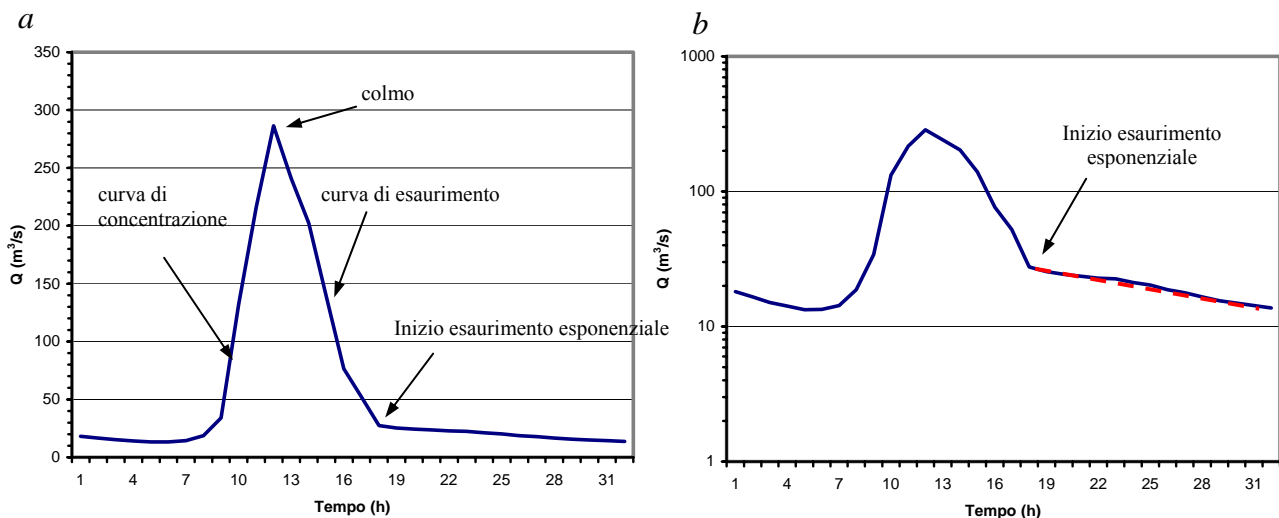 a
350
300
250
200
150
100
50
0
Q (m³/s)
colmo
curva di
concentrazione
curva di esaurimento
Inizio esaurimento esponenziale
1 4 7 10 13 16 19 22 25 28 31
Tempo (h)
b
1000
100
10
1
Q (m³/s)
Inizio esaurimento
esponenziale
1 4 7 10 13 16 19 22 25 28 31
Tempo (h)